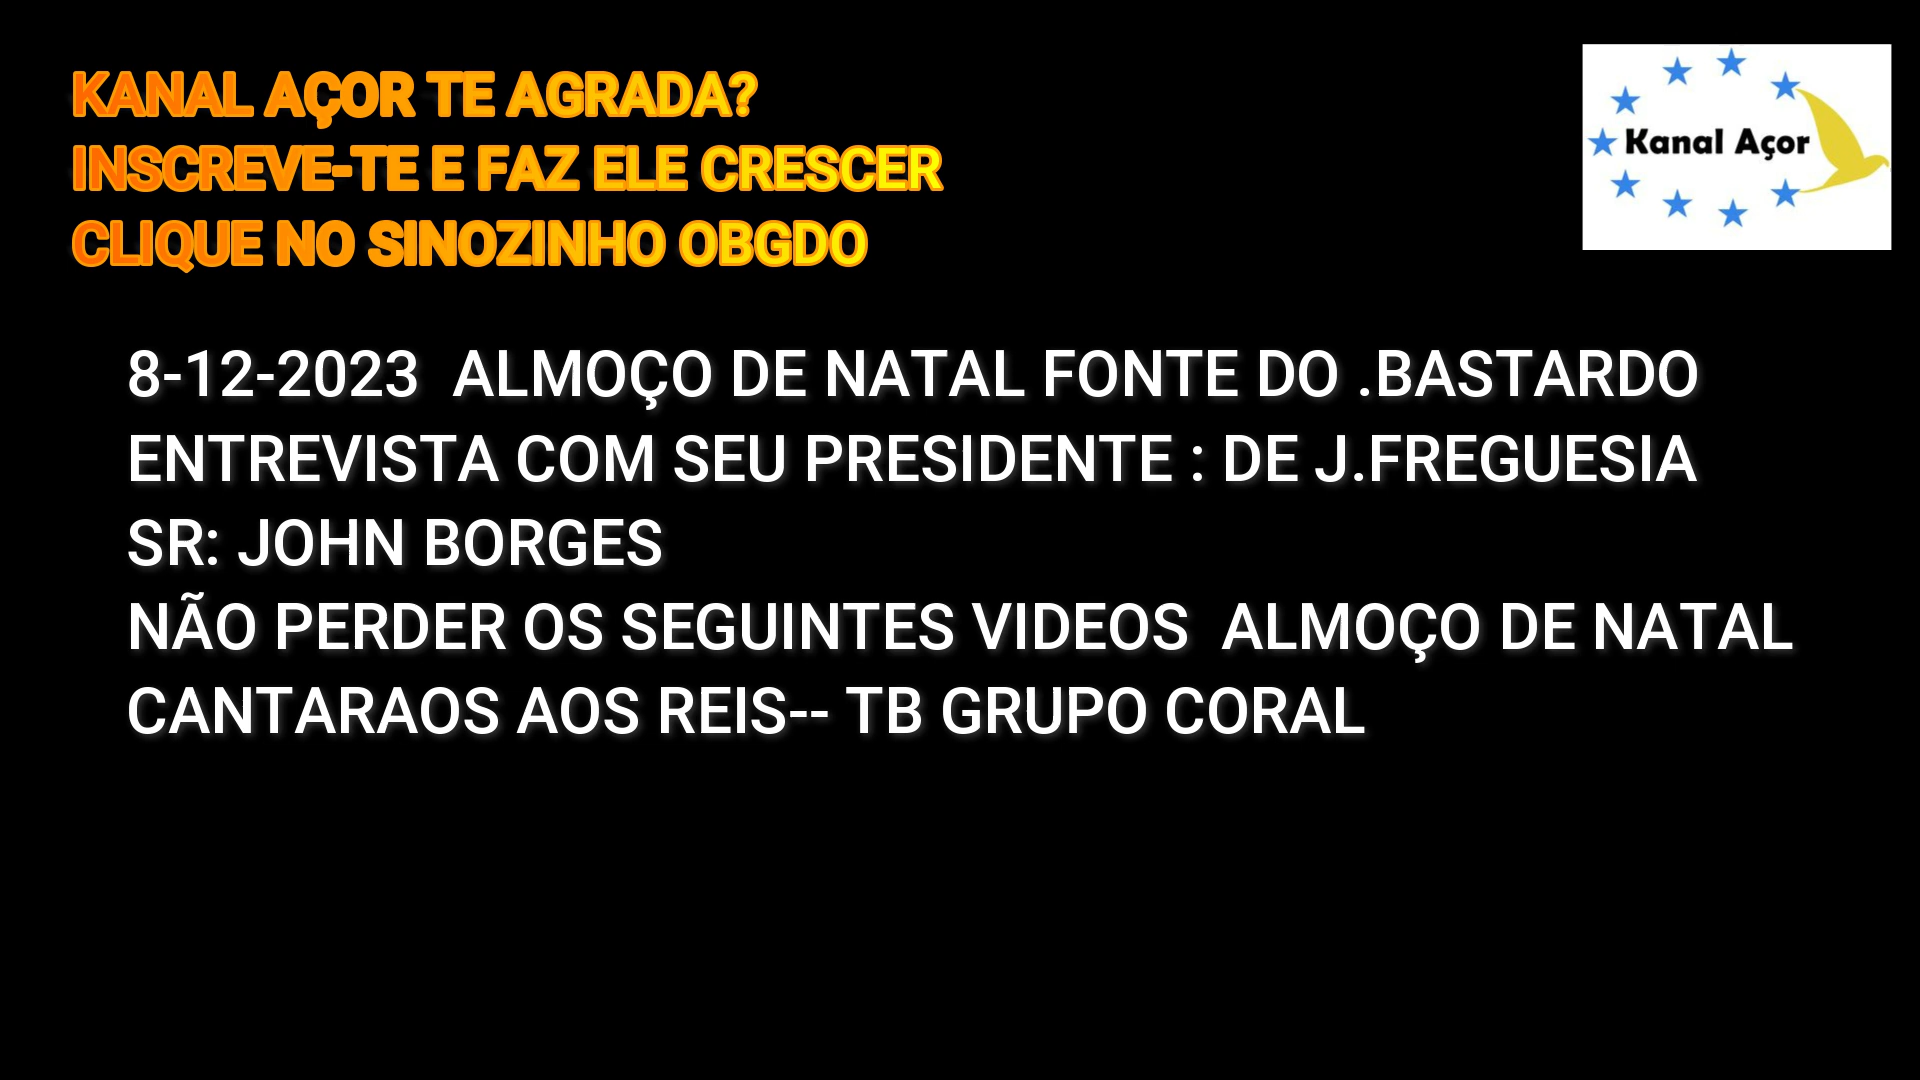 KANAL AÇOR TE AGRADA?
INSCREVE-TE E FAZ ELE CRESCER
CLIQUE NO SINOZINHO OBGDO
Kanal Açor
8-12-2023  ALMOÇO DE NATAL FONTE DO .BASTARDO
ENTREVISTA COM SEU PRESIDENTE : DE J.FREGUESIA
SR: JOHN BORGES
NÃO PERDER OS SEGUINTES VIDEOS  ALMOÇO DE NATAL
CANTARAOS AOS REIS-- TB GRUPO CORAL